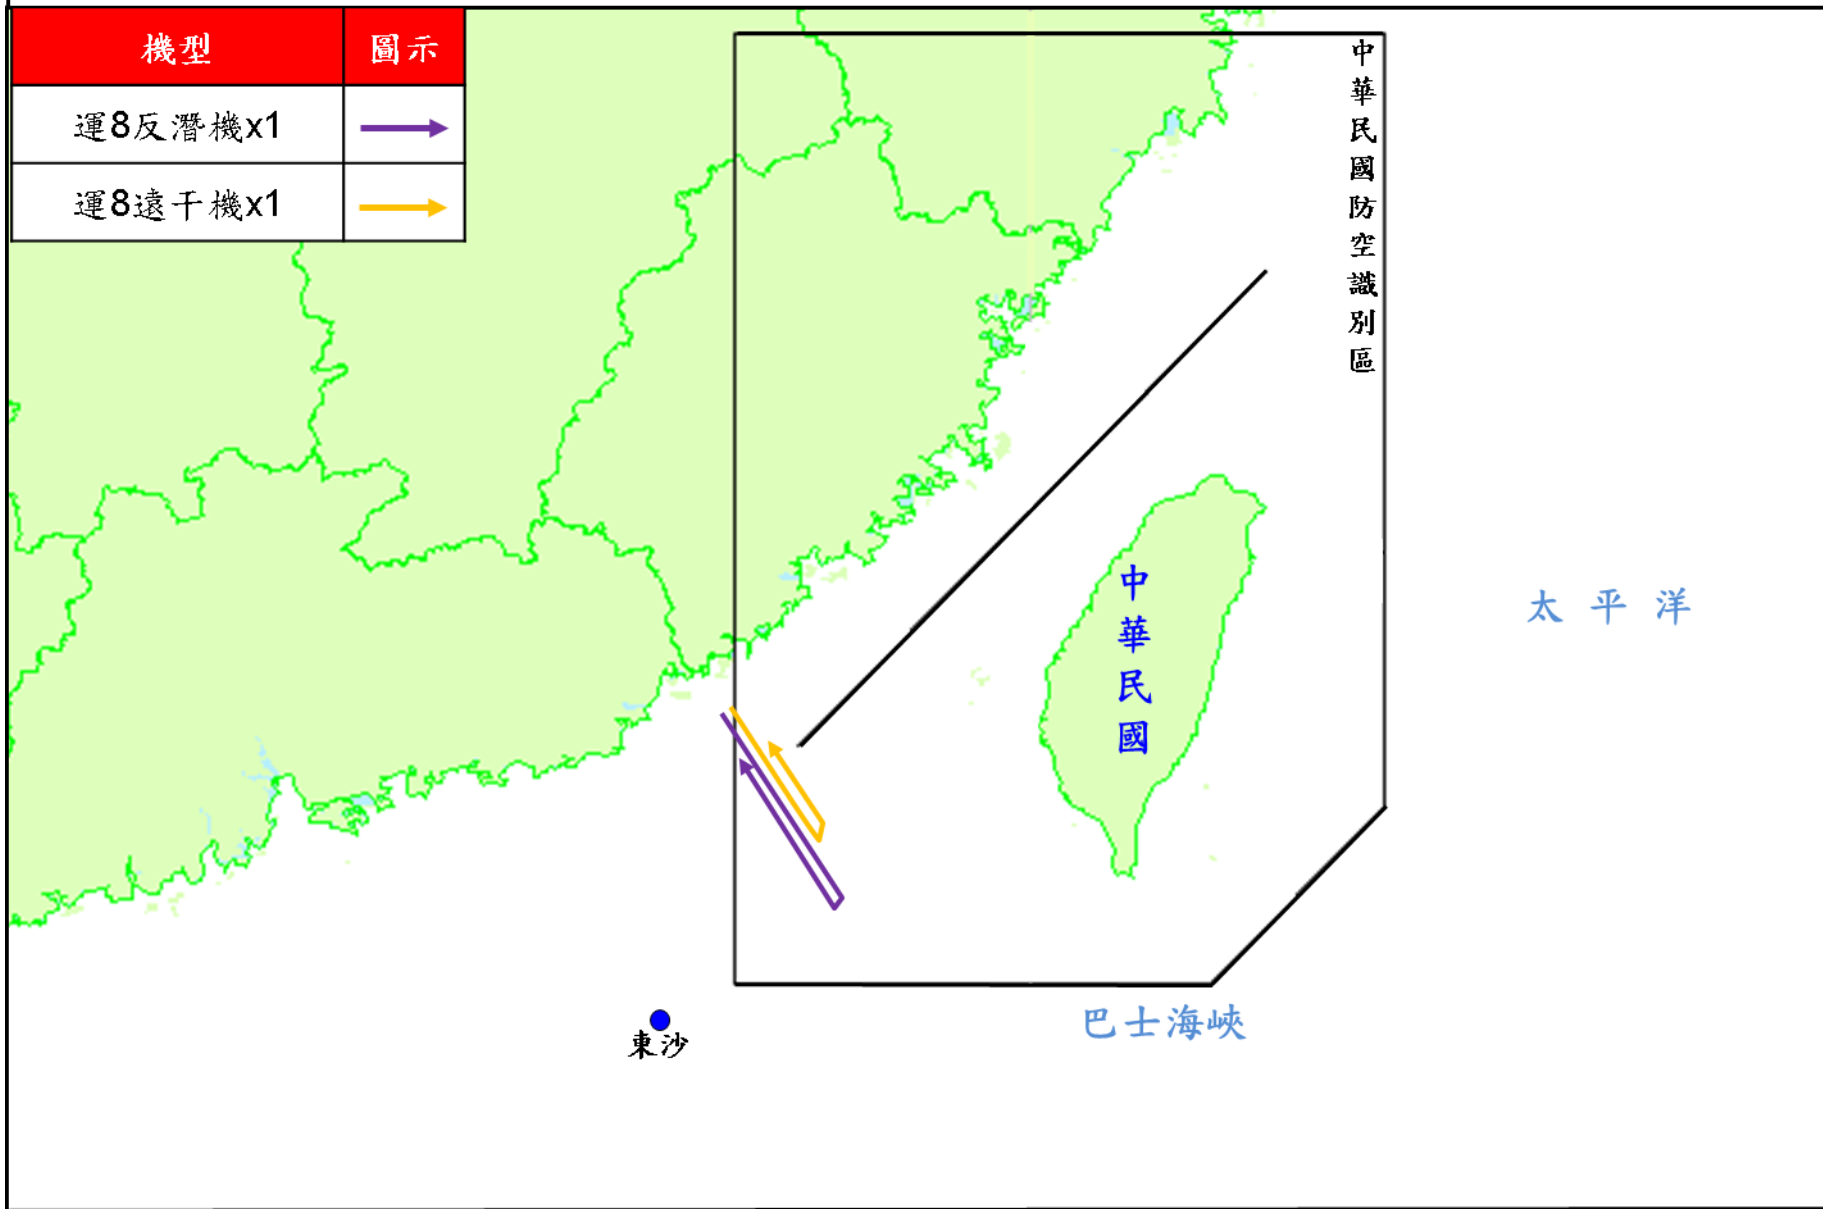 機型 圖示
運8反潛機x1
運8遠干機x1
中華民國防空識別區
中華民國
太平洋
巴士海峽
東沙